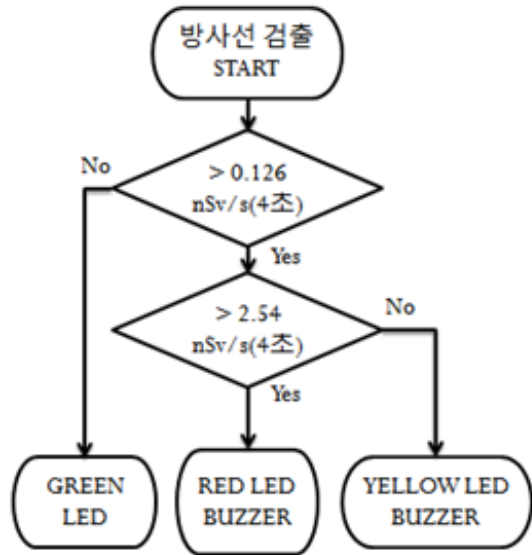 방사선 검출
START
No
> 0.126
nSv/s(4초)
Yes
> 2.54
nSv/s(4초)
No
Yes
GREEN
LED
RED LED
BUZZER
YELLOW LED
BUZZER